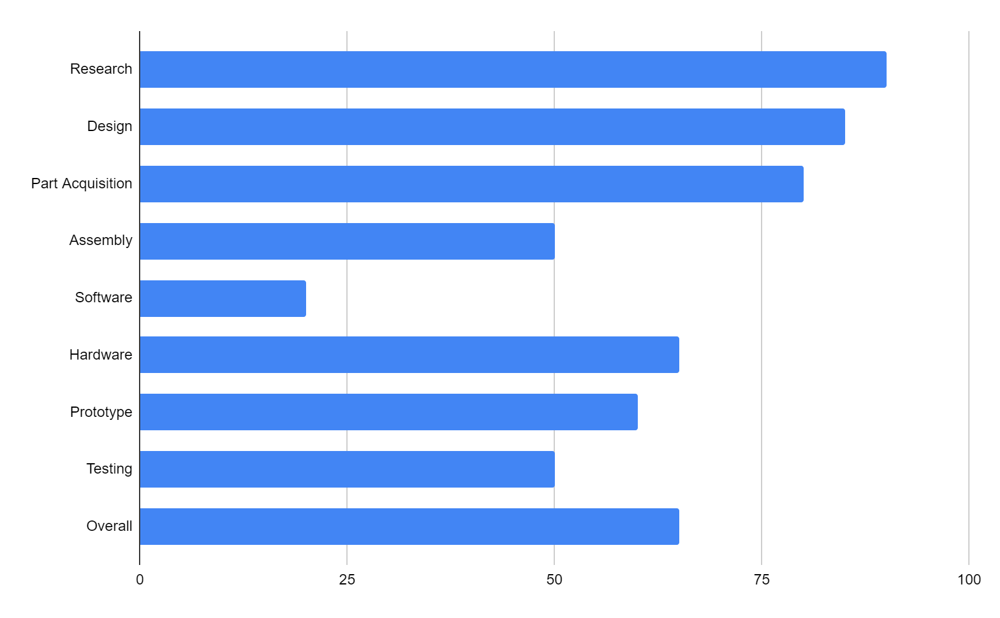 Research
Design
Part Acquisition
Assembly
Software
Hardware
Prototype
Testing
Overall
0 25 50 75 100